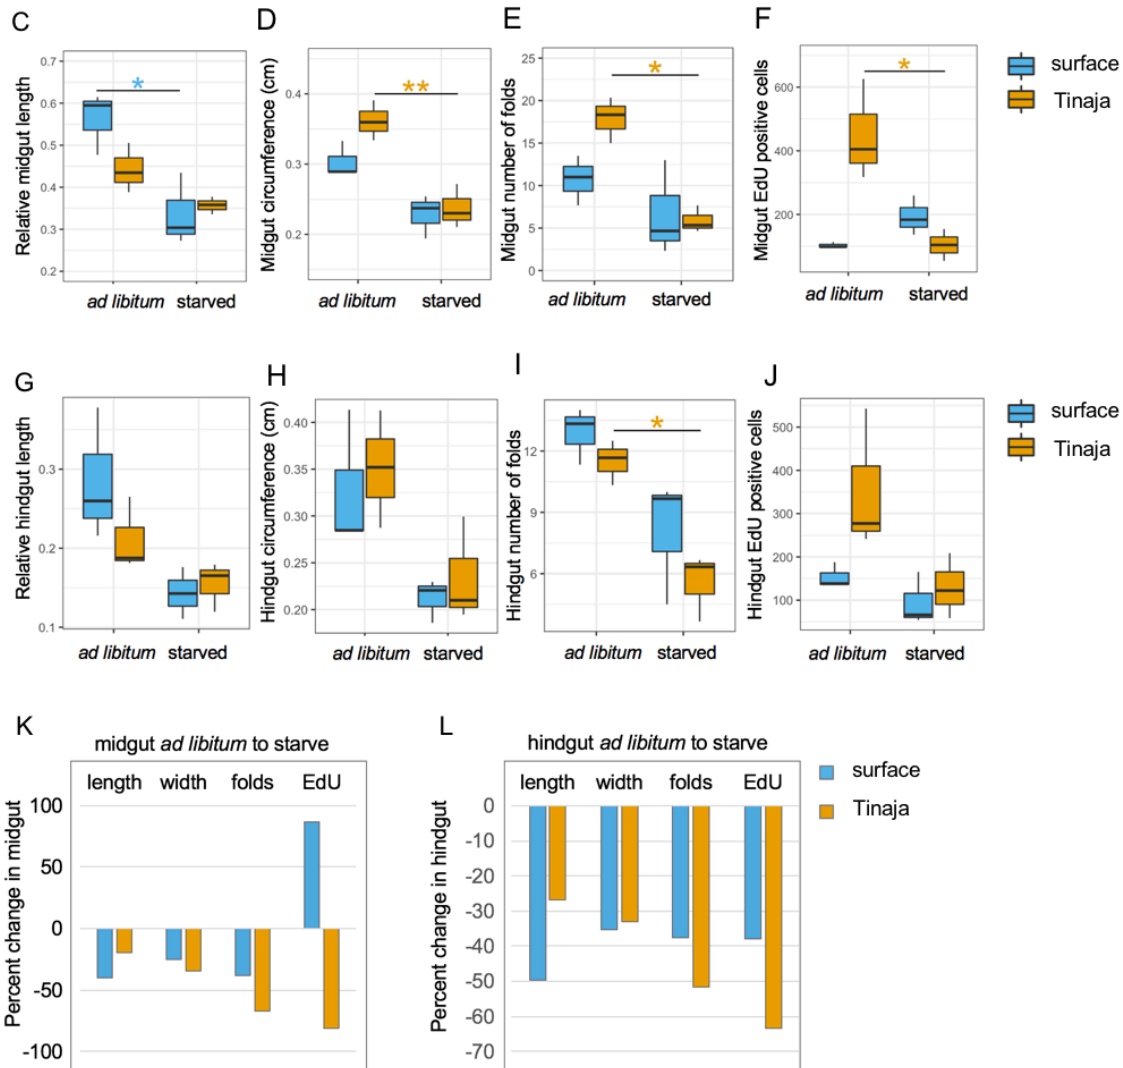 C
D
E
F
Relative midgut length
0.7
0.6
0.5
0.4
0.3
0.2
*
ad libitum starved
Midgut circumference (cm)
0.4
0.3
0.2
**
ad libitum starved
Midgut number of folds
25
20
15
10
5
0
*
ad libitum starved
Midgut EdU positive cells
600
400
200
*
ad libitum starved
surface
Tinaja
G
H
I
J
Relative hindgut length
0.3
0.2
0.1
ad libitum starved
Hindgut circumference (cm)
0.40
0.35
0.30
0.25
0.20
ad libitum starved
Hindgut number of folds
12
9
6
*
ad libitum starved
Hindgut EdU positive cells
500
400
300
200
100
ad libitum starved
surface
Tinaja
K
midgut ad libitum to starve
length width folds EdU
Percent change in midgut
100
50
0
-50
-100
L
hindgut ad libitum to starve
length width folds EdU
Percent change in hindgut
0
-10
-20
-30
-40
-50
-60
-70
surface
Tinaja